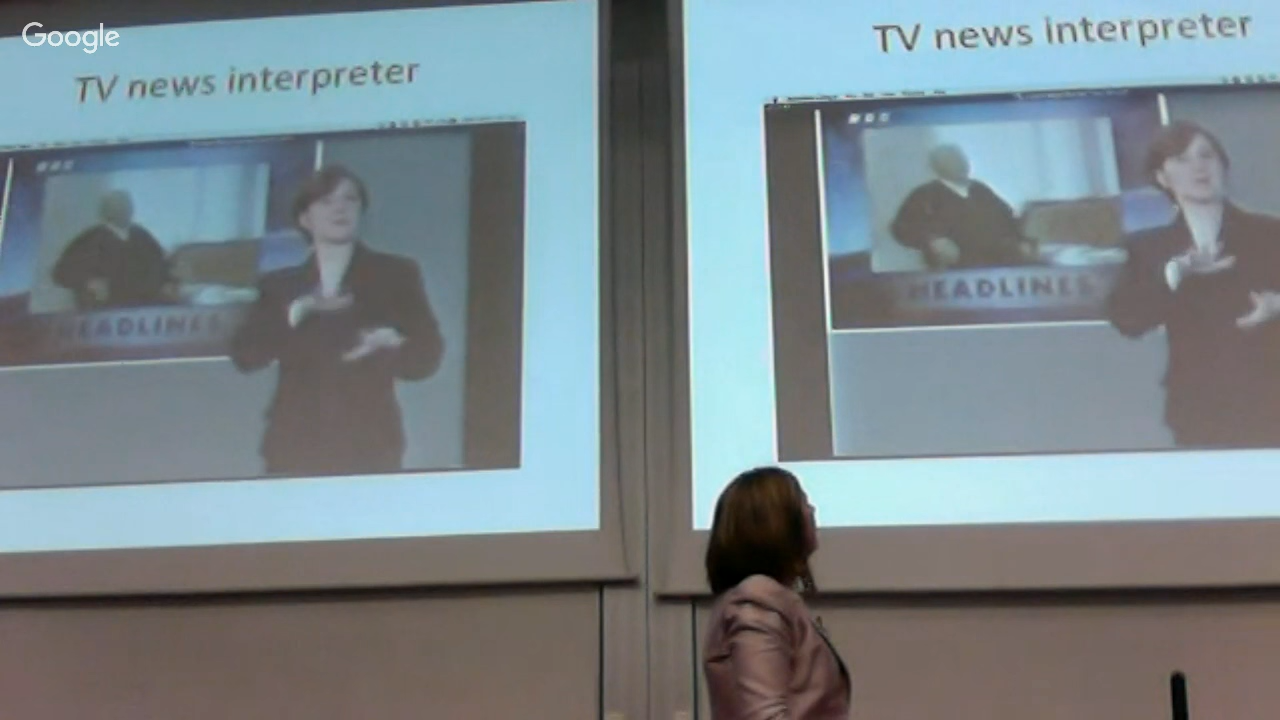 Google
TV news interpreter
HEADLINES
TV news interpreter
HEADLINES